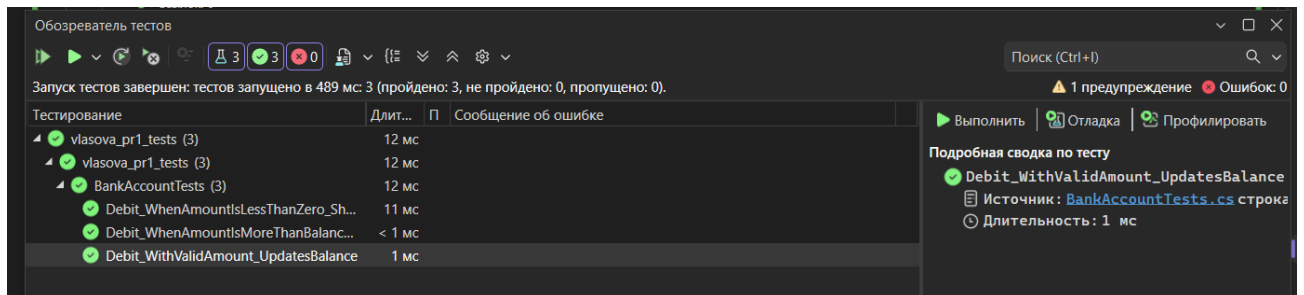 Обозреватель тестов
3 3 0 Поиск (Ctrl+I)
Запуск тестов завершен: тестов запущено в 489 мс: 3 (пройдено: 3, не пройдено: 0, пропущено: 0). 1 предупреждение Ошибок: 0
Тестирование Длит... П Сообщение об ошибке
vlasova_pr1_tests (3) 12 мс
vlasova_pr1_tests (3) 12 мс
BankAccountTests (3) 12 мс
Debit_WhenAmountIsLessThanZero_Sh... 11 мс
Debit_WhenAmountIsMoreThanBalanc... < 1 мс
Debit_WithValidAmount_UpdatesBalance 1 мс
Выполнить Отладка Профилировать
Подробная сводка по тесту
Debit_WithValidAmount_UpdatesBalance
Источник: BankAccountTests.cs строка
Длительность: 1 мс